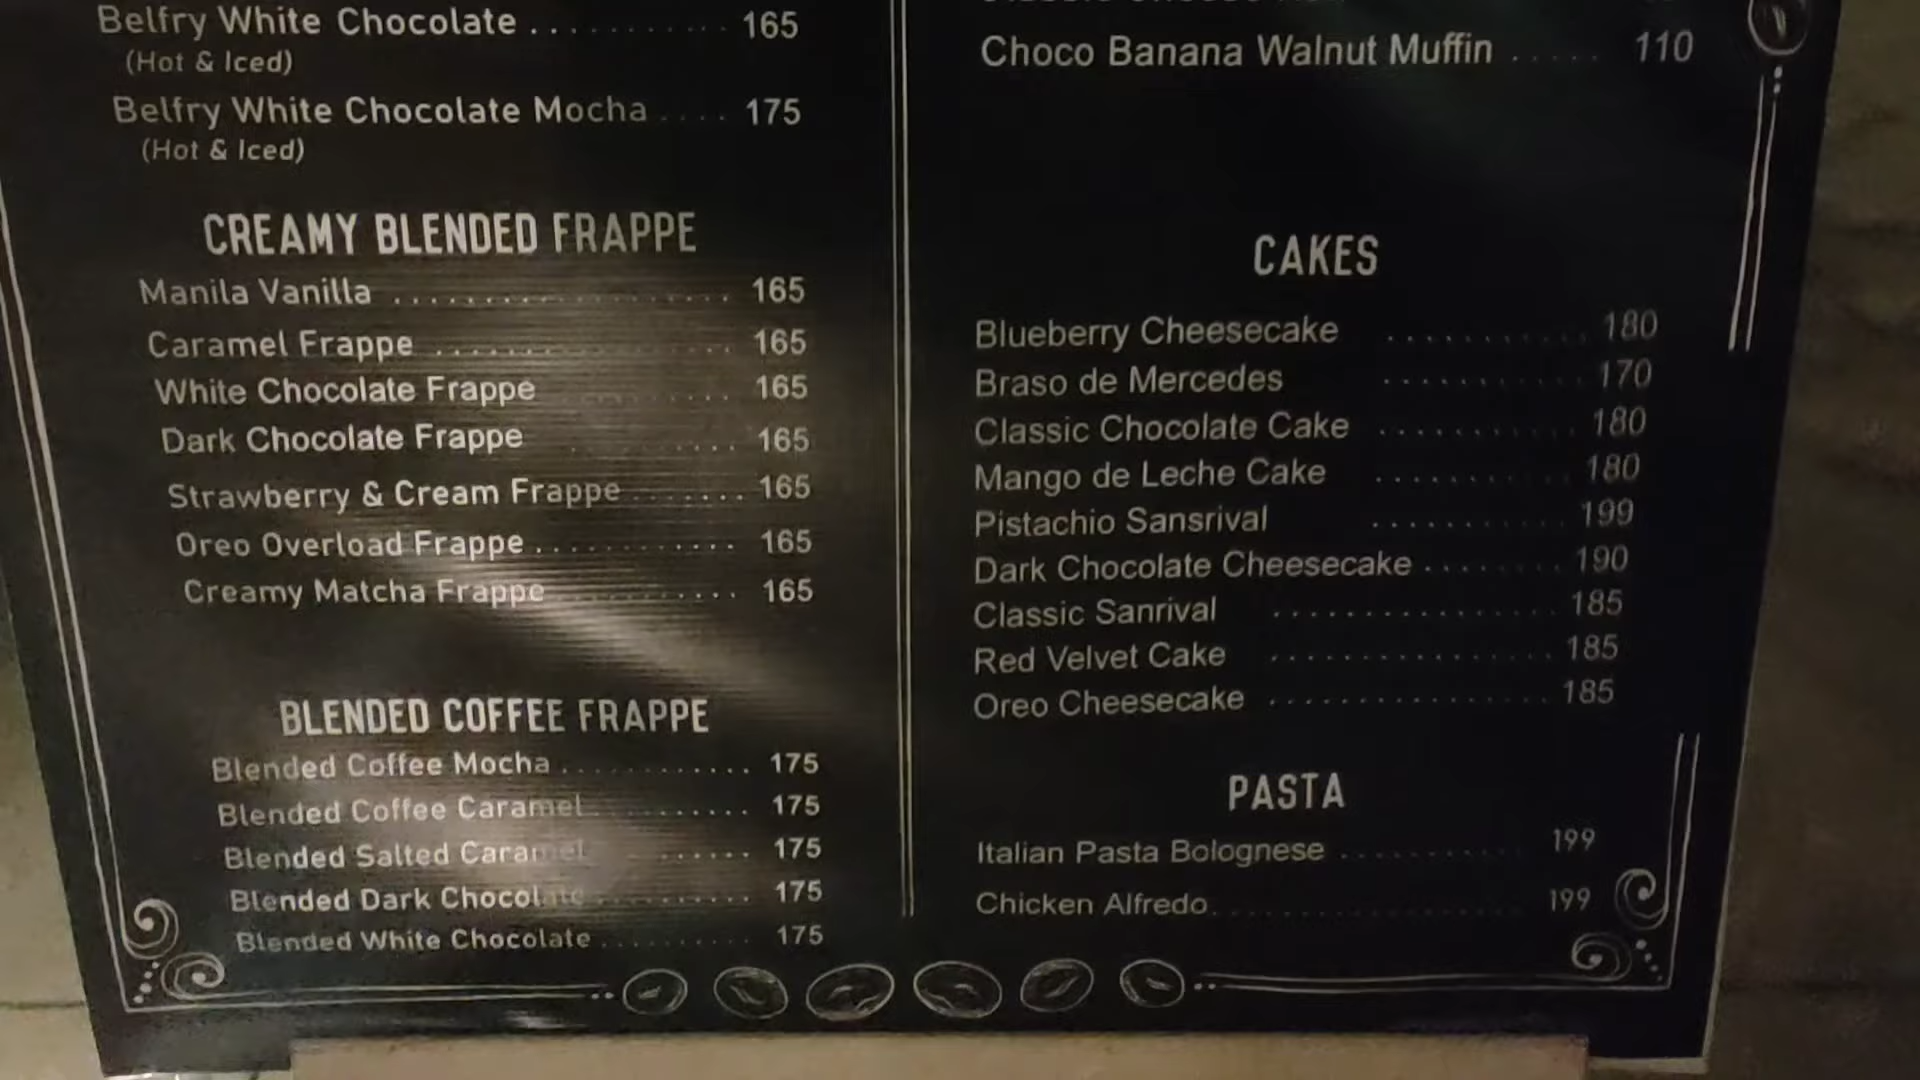 Belfry White Chocolate .......... 165
(Hot & Iced)
Belfry White Chocolate Mocha .... 175
(Hot & Iced)
CREAMY BLENDED FRAPPE
Manila Vanilla .................. 165
Caramel Frappe .................. 165
White Chocolate Frappe .......... 165
Dark Chocolate Frappe .......... 165
Strawberry & Cream Frappe ....... 165
Oreo Overload Frappe ............ 165
Creamy Matcha Frappe ............ 165
BLENDED COFFEE FRAPPE
Blended Coffee Mocha ............ 175
Blended Coffee Caramel .......... 175
Blended Salted Caramel ....... 175
Blended Dark Chocolate .......... 175
Blended White Chocolate .......... 175
Choco Banana Walnut Muffin ..... 110
CAKES
Blueberry Cheesecake ........... 180
Braso de Mercedes ........... 170
Classic Chocolate Cake ........... 180
Mango de Leche Cake ........... 180
Pistachio Sansrival ........... 199
Dark Chocolate Cheesecake ........ 190
Classic Sanrival ................ 185
Red Velvet Cake ................ 185
Oreo Cheesecake ................ 185
PASTA
Italian Pasta Bolognese ........... 199
Chicken Alfredo .................... 199